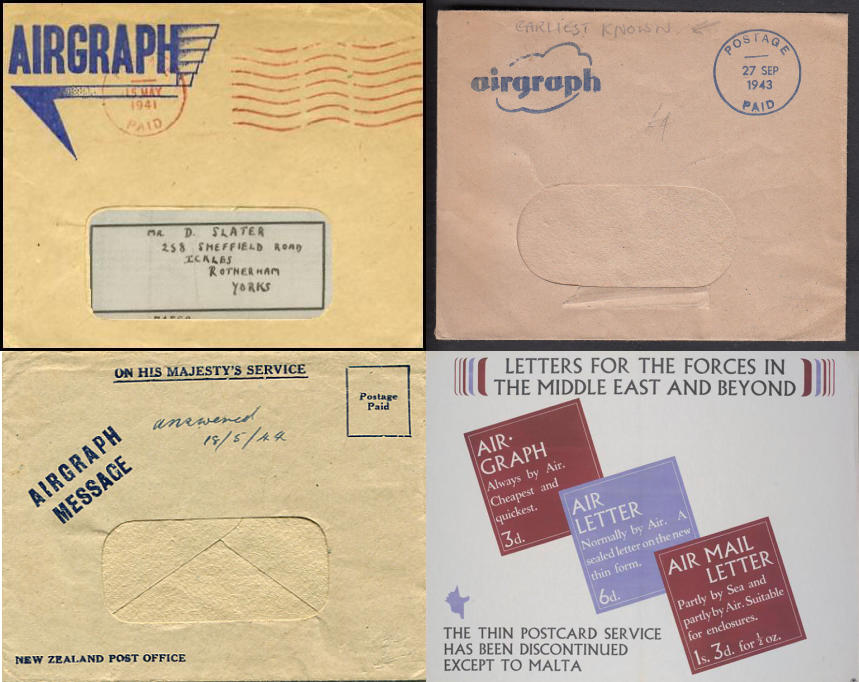 AIRGRAPH
15 MAY
1941
PAID
MR D. SLATER
258 SHEFFIELD ROAD
ICKLES
ROTHERHAM
YORKS
EARLIEST KNOWN
airgraph
POSTAGE
27 SEP
1943
PAID
ON HIS MAJESTY'S SERVICE
Postage
Paid
answered
18/5/44
AIRGRAPH
MESSAGE
NEW ZEALAND POST OFFICE
LETTERS FOR THE FORCES IN
THE MIDDLE EAST AND BEYOND
AIR-
GRAPH
Always by Air.
Cheapest and
quickest.
3d.
AIR
LETTER
Normally by Air. A
sealed letter on the new
thin form.
6d.
AIR MAIL
LETTER
Partly by Sea and
partly by Air. Suitable
for enclosures.
1s. 3d. for ½ oz.
THE THIN POSTCARD SERVICE
HAS BEEN DISCONTINUED
EXCEPT TO MALTA